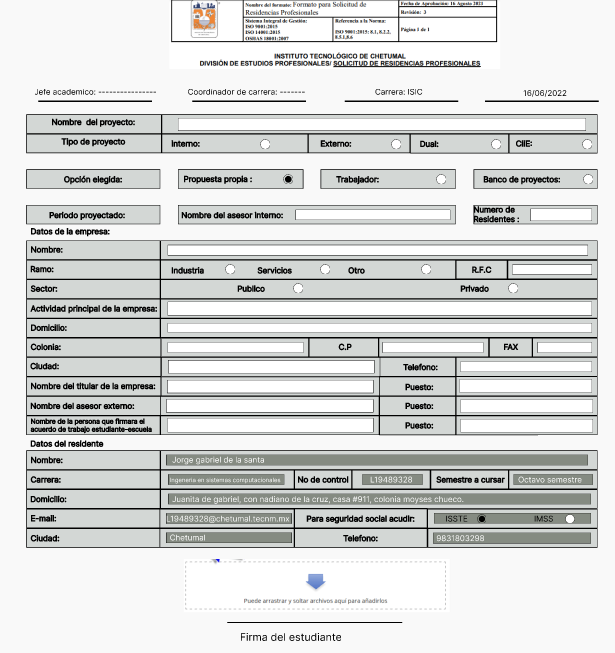 Nombre del formato: Formato para Solicitud de Residencias Profesionales
Fecha de Aprobación: 16 Agosto 2021
Revisión: 3
Sistema Integral de Gestión:
ISO 9001:2015
ISO 14001:2015
OSHAS 18001:2007
Referencia a la Norma:
ISO 9001:2015: 8.1, 8.2.2, 8.5.1,8.6
Página 1 de 1
INSTITUTO TECNOLÓGICO DE CHETUMAL
DIVISIÓN DE ESTUDIOS PROFESIONALES/ SOLICITUD DE RESIDENCIAS PROFESIONALES
Jefe academico: ----------------
Coordinador de carrera: -------
Carrera: ISIC
16/06/2022
Nombre del proyecto:
Tipo de proyecto Interno: Externo: Dual: CIIE:
Opción elegida: Propuesta propia : Trabajador: Banco de proyectos:
Periodo proyectado: Nombre del asesor interno: Numero de Residentes :
Datos de la empresa:
Nombre:
Ramo: Industria Servicios Otro R.F.C
Sector: Publico Privado
Actividad principal de la empresa:
Domicilio:
Colonia: C.P FAX
Ciudad: Telefono:
Nombre del titular de la empresa: Puesto:
Nombre del asesor externo: Puesto:
Nombre de la persona que firmara el acuerdo de trabajo estudiante-escuela Puesto:
Datos del residente
Nombre: Jorge gabriel de la santa
Carrera: Ingenería en sistemas computacionales No de control L19489328 Semestre a cursar Octavo semestre
Domicilio: Juanita de gabriel, con nadiano de la cruz, casa #911, colonia moyses chueco.
E-mail: L19489328@chetumal.tecnm.mx Para seguridad social acudir: ISSTE IMSS
Ciudad: Chetumal Telefono: 9831803298
Puede arrastrar y soltar archivos aquí para añadirlos
Firma del estudiante